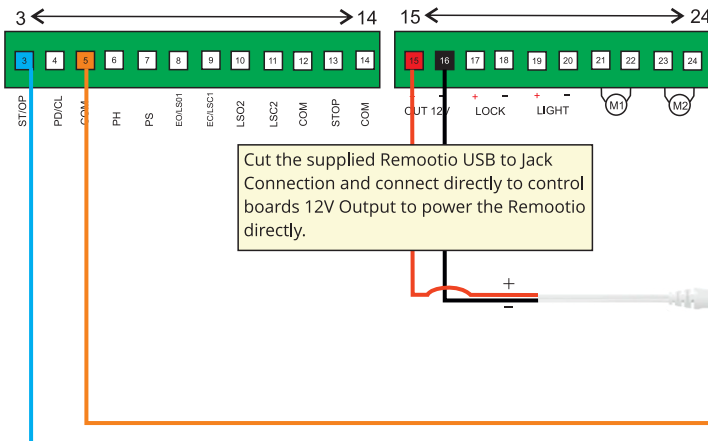 3 14 15 24
3 4 5 6 7 8 9 10 11 12 13 14
15 16 17 18 19 20 21 22 23 24
ST/OP PD/CL COM PH PS EO/LS01 EC/LSC1 LSO2 LSC2 COM STOP COM
+ - + - + -
OUT 12V LOCK LIGHT M1 M2
Cut the supplied Remootio USB to Jack
Connection and connect directly to control
boards 12V Output to power the Remootio
directly.
+
–